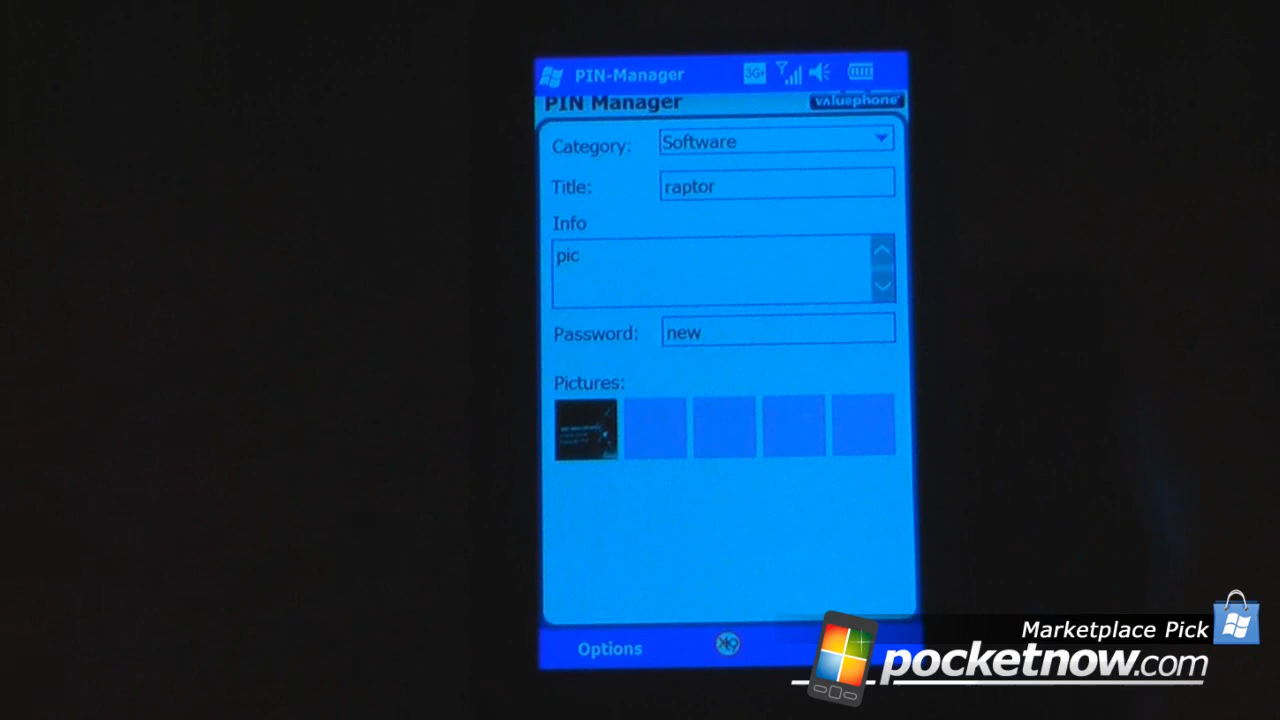 PIN-Manager 3G+
PIN Manager valuephone
Category: Software
Title: raptor
Info
pic
Password: new
Pictures:
Options
Marketplace Pick
pocketnow.com